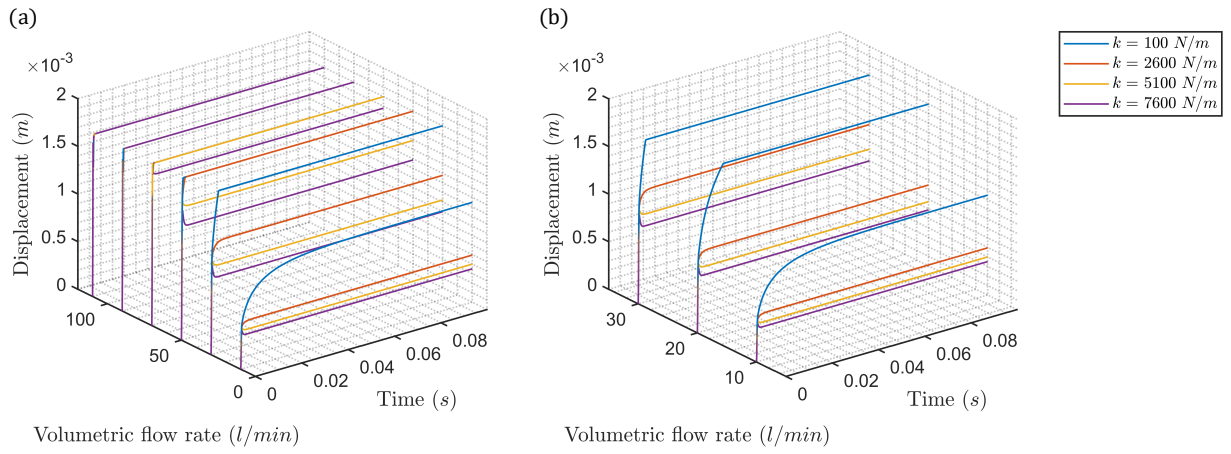 (a)
×10⁻³
2
1.5
1
0.5
0
Displacement (m)
100
50
0
Volumetric flow rate (l/min)
0
0.02
0.04
0.06
0.08
Time (s)
(b)
×10⁻³
2
1.5
1
0.5
0
Displacement (m)
30
20
10
Volumetric flow rate (l/min)
0
0.02
0.04
0.06
0.08
Time (s)
k = 100 N/m
k = 2600 N/m
k = 5100 N/m
k = 7600 N/m